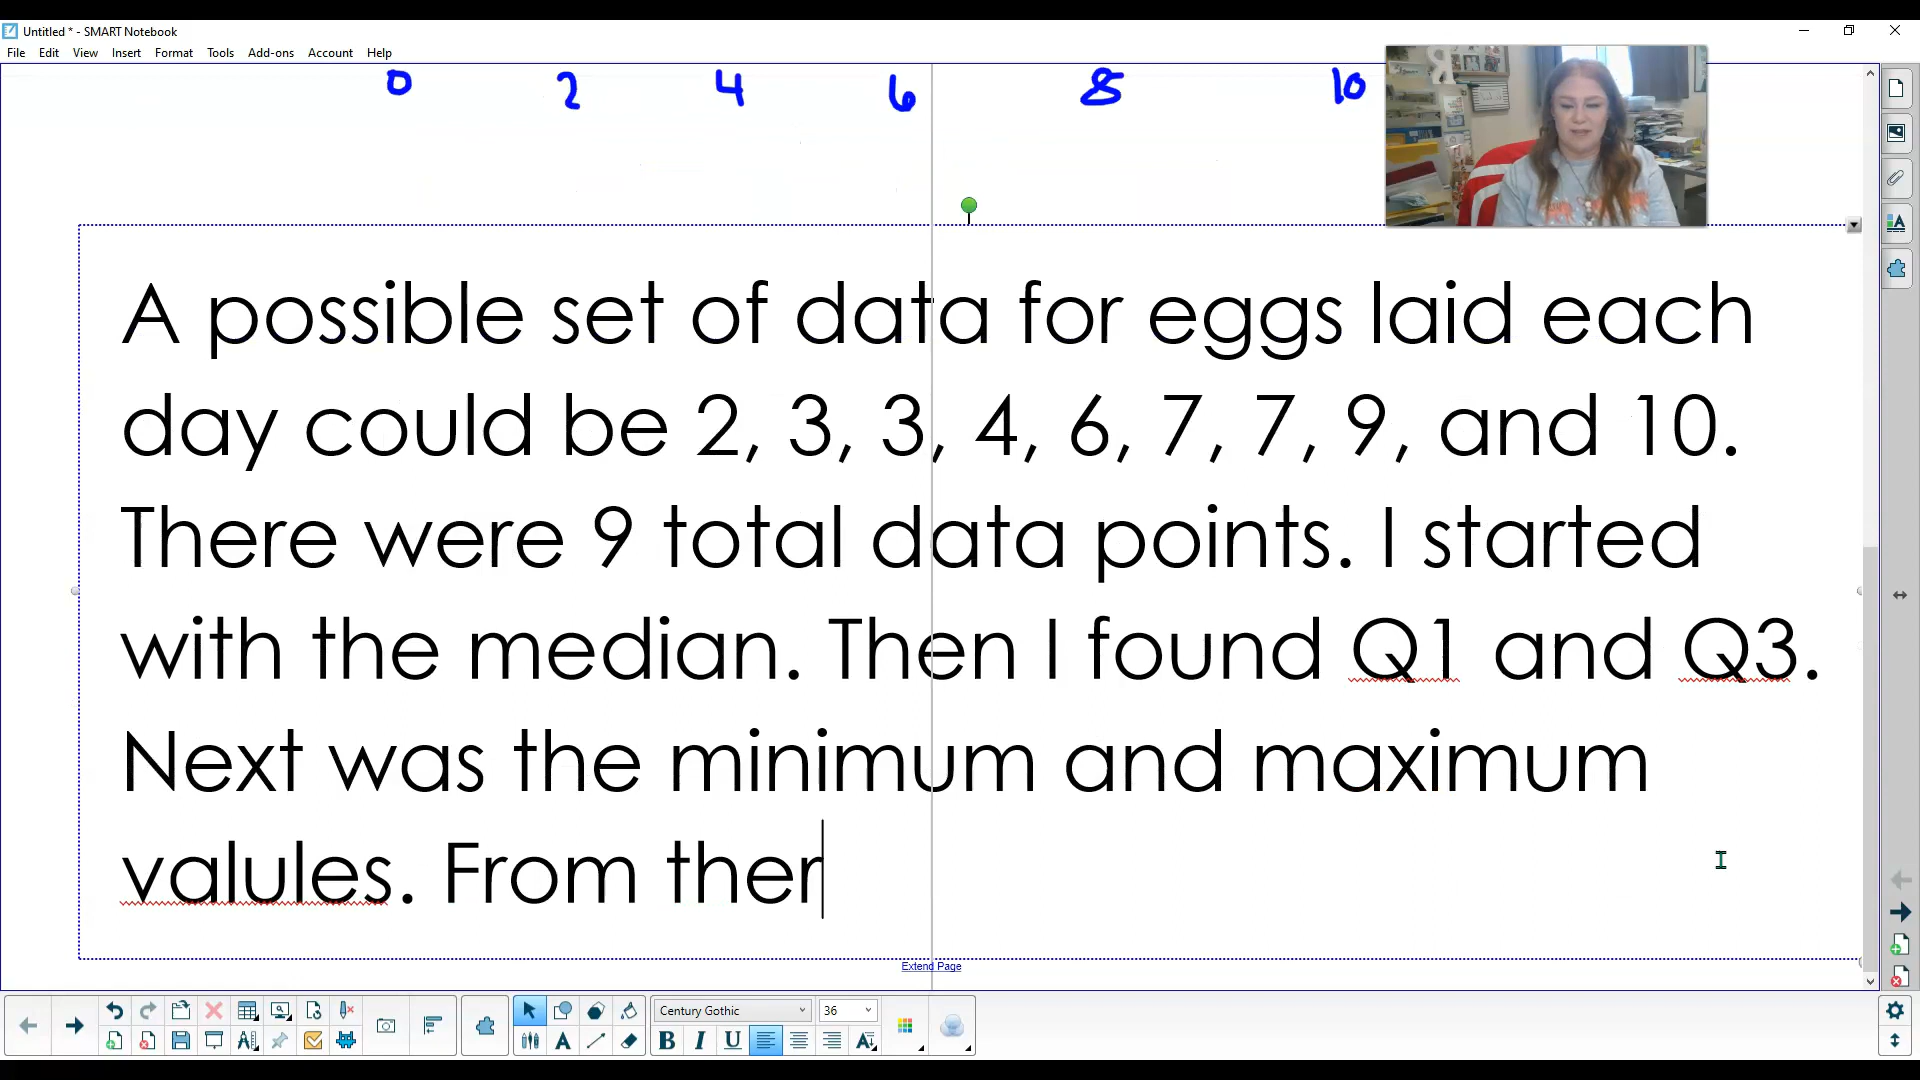 Untitled * - SMART Notebook
File Edit View Insert Format Tools Add-ons Account Help
0 2 4 6 8 10
A possible set of data for eggs laid each
day could be 2, 3, 3, 4, 6, 7, 7, 9, and 10.
There were 9 total data points. I started
with the median. Then I found Q1 and Q3.
Next was the minimum and maximum
valules. From ther
Extend Page
Century Gothic 36
B I U